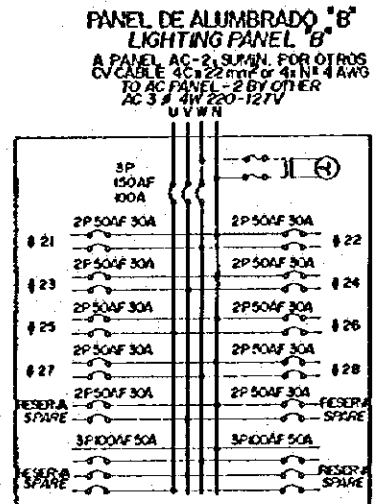 PANEL DE ALUMBRADO "B"
LIGHTING PANEL "B"
A PANEL AC-2, SUMIN. POR OTROS
CV CABLE 4C x 22 mm² or 4 x Nº 4 AWG
TO AC PANEL-2 BY OTHER
AC 3 ø 4W 220-127V
U V W N
3P
150AF
100A
2P 50AF 30A 2P 50AF 30A
# 21 # 22
2P 50AF 30A 2P 50AF 30A
# 23 # 24
2P 50AF 30A 2P 50AF 30A
# 25 # 26
2P 50AF 30A 2P 50AF 30A
# 27 # 28
2P 50AF 30A 2P 50AF 30A
RESERVA RESERVA
SPARE SPARE
3P 100AF 50A 3P 100AF 50A
RESERVA RESERVA
SPARE SPARE